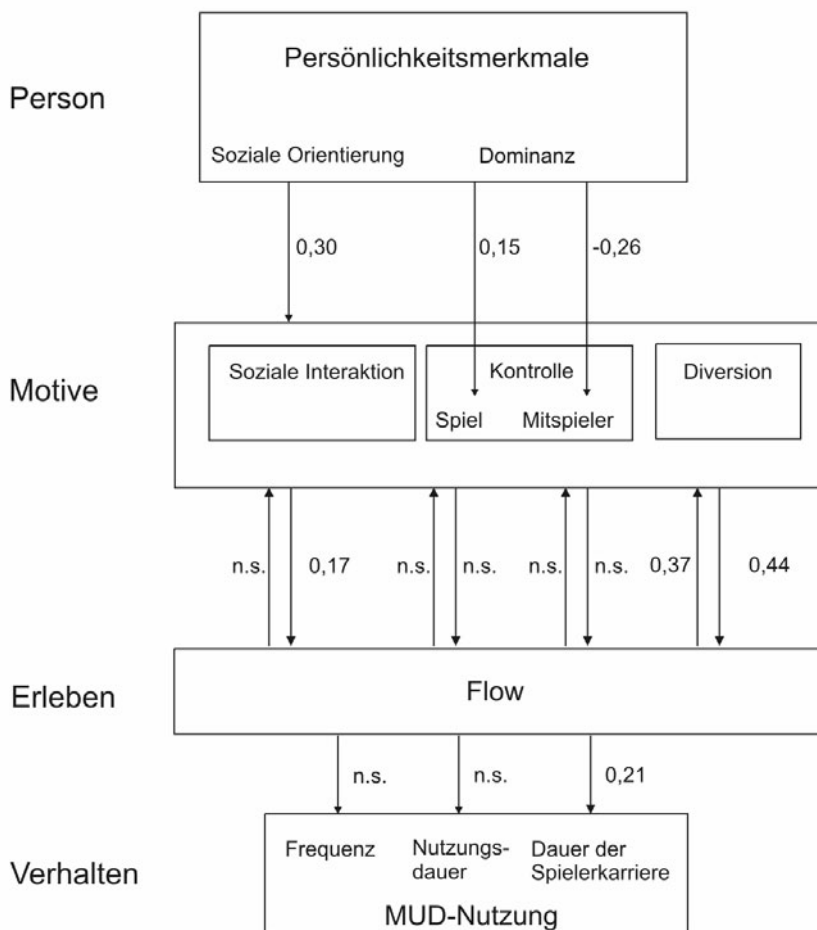 Persönlichkeitsmerkmale
Person
Soziale Orientierung Dominanz
0,30 0,15 -0,26
Soziale Interaktion Kontrolle Diversion
Motive
Spiel Mitspieler
n.s. 0,17 n.s. n.s. n.s. n.s. 0,37 0,44
Erleben Flow
n.s. n.s. 0,21
Frequenz Nutzungs- Dauer der
dauer Spielerkarriere
Verhalten
MUD-Nutzung